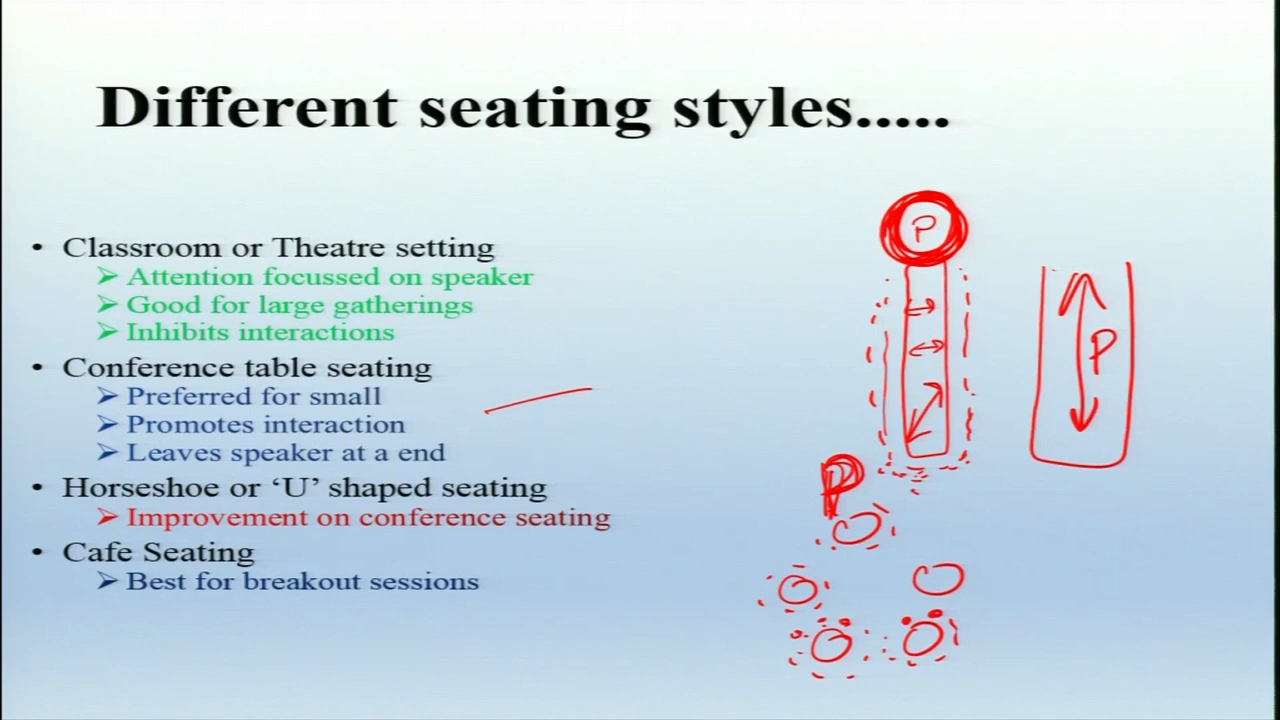 Different seating styles.....
• Classroom or Theatre setting
➢ Attention focussed on speaker
➢ Good for large gatherings
➢ Inhibits interactions
• Conference table seating
➢ Preferred for small
➢ Promotes interaction
➢ Leaves speaker at a end
• Horseshoe or ‘U’ shaped seating
➢ Improvement on conference seating
• Cafe Seating
➢ Best for breakout sessions
P
P
P